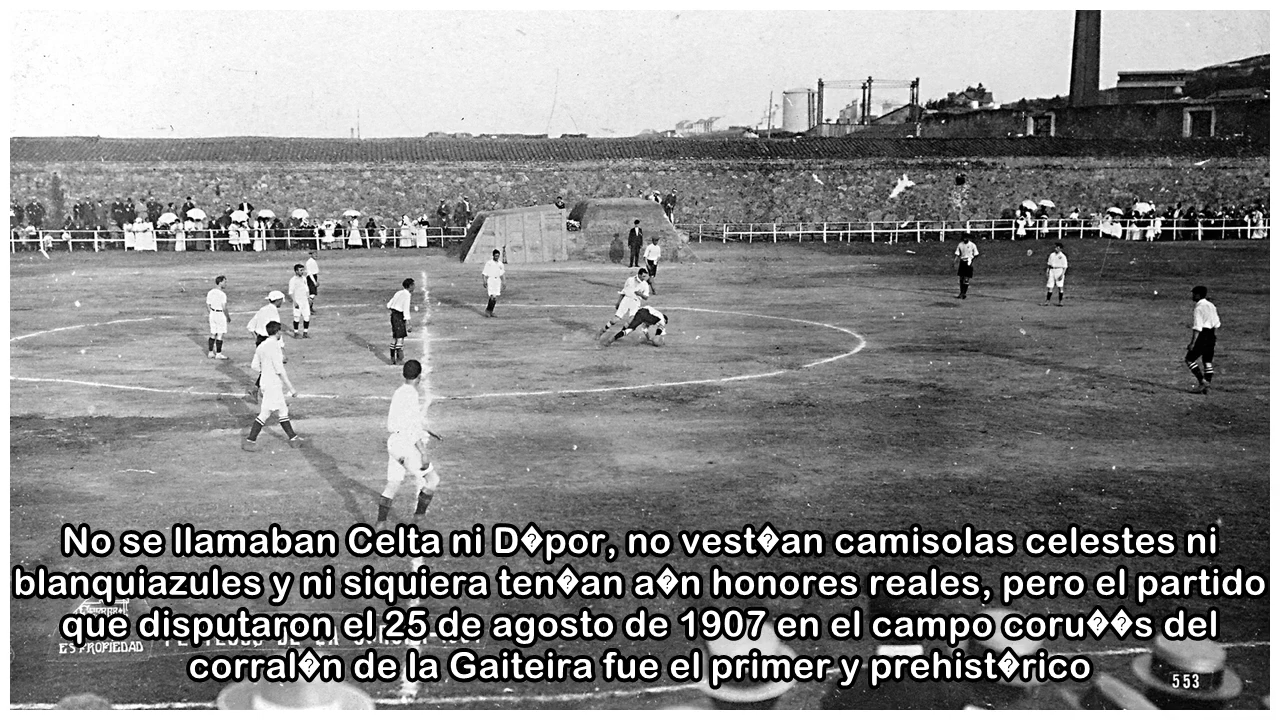 No se llamaban Celta ni D�por, no vest�an camisolas celestes ni
blanquiazules y ni siquiera ten�an a�n honores reales, pero el partido
que disputaron el 25 de agosto de 1907 en el campo coru��s del
corral�n de la Gaiteira fue el primer y prehist�rico
ES PROPIEDAD
553